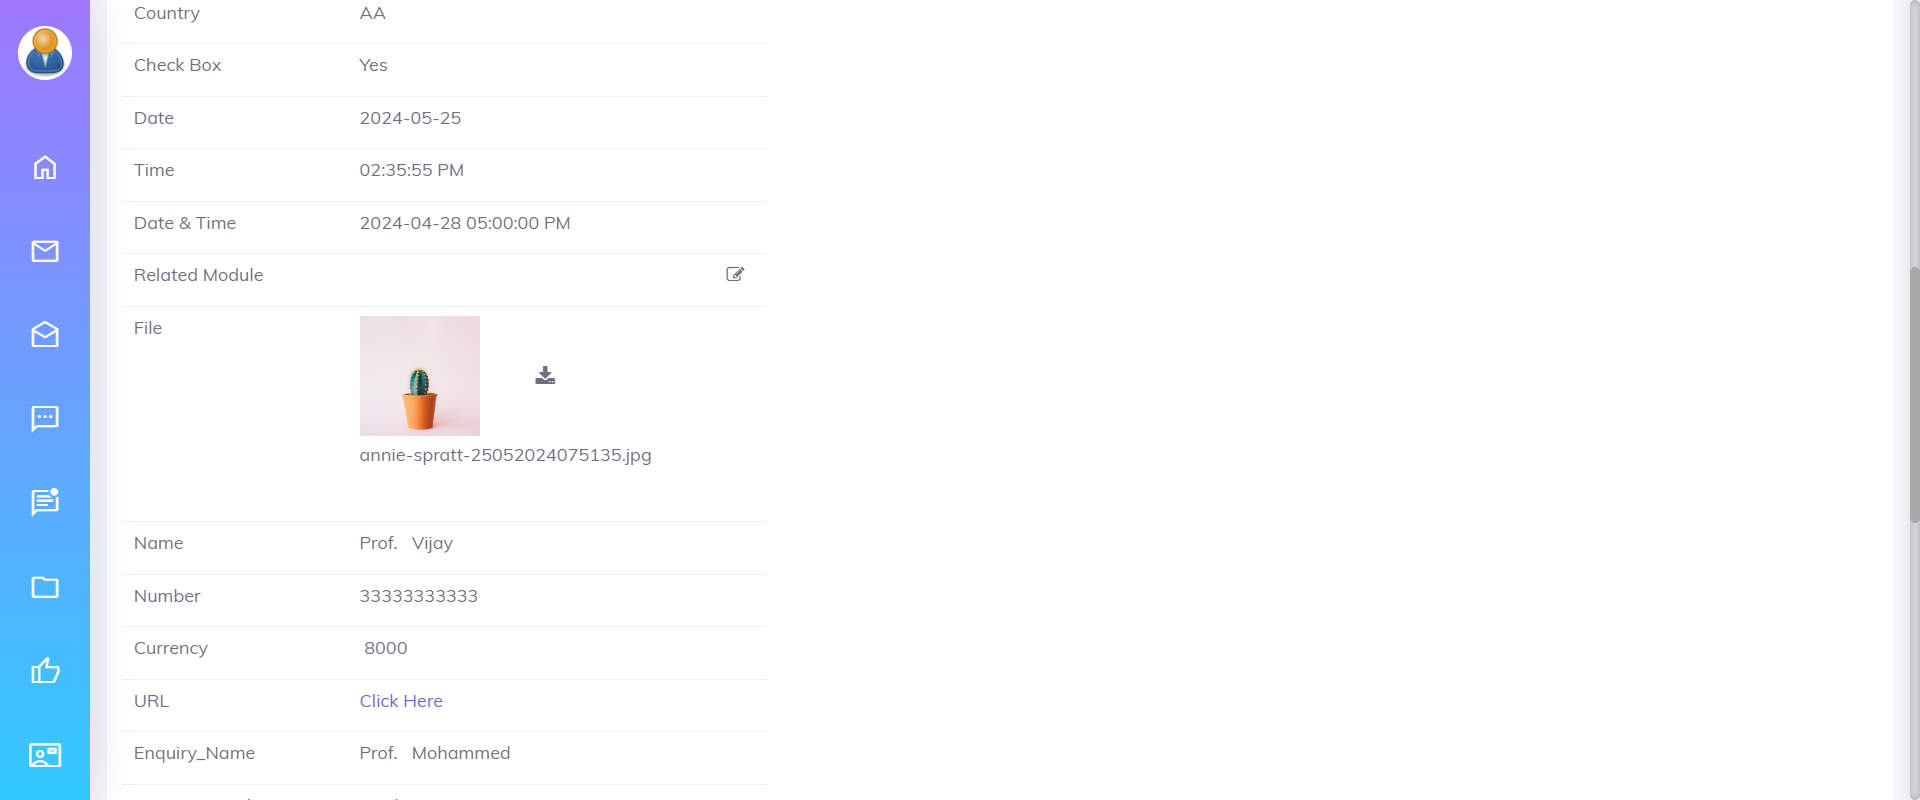 Country AA
Check Box Yes
Date 2024-05-25
Time 02:35:55 PM
Date & Time 2024-04-28 05:00:00 PM
Related Module
File
annie-spratt-25052024075135.jpg
Name Prof. Vijay
Number 33333333333
Currency 8000
URL Click Here
Enquiry_Name Prof. Mohammed